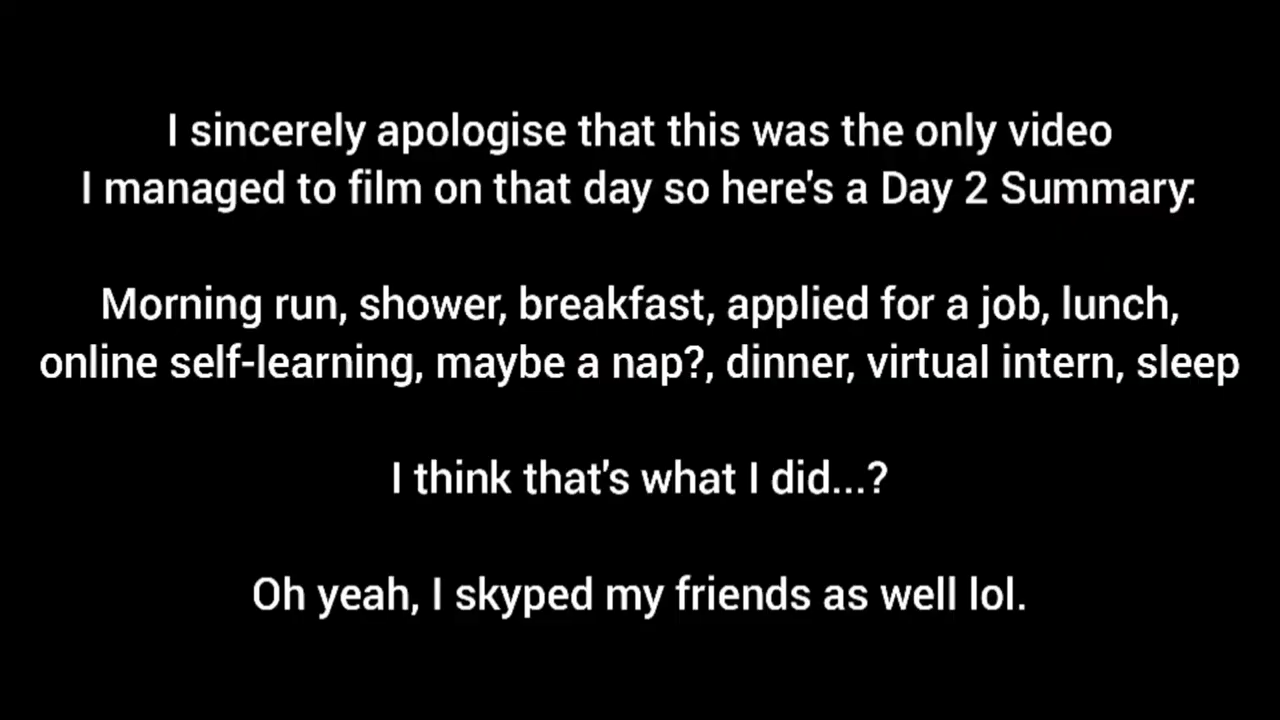 I sincerely apologise that this was the only video
I managed to film on that day so here's a Day 2 Summary:
Morning run, shower, breakfast, applied for a job, lunch,
online self-learning, maybe a nap?, dinner, virtual intern, sleep
I think that's what I did...?
Oh yeah, I skyped my friends as well lol.